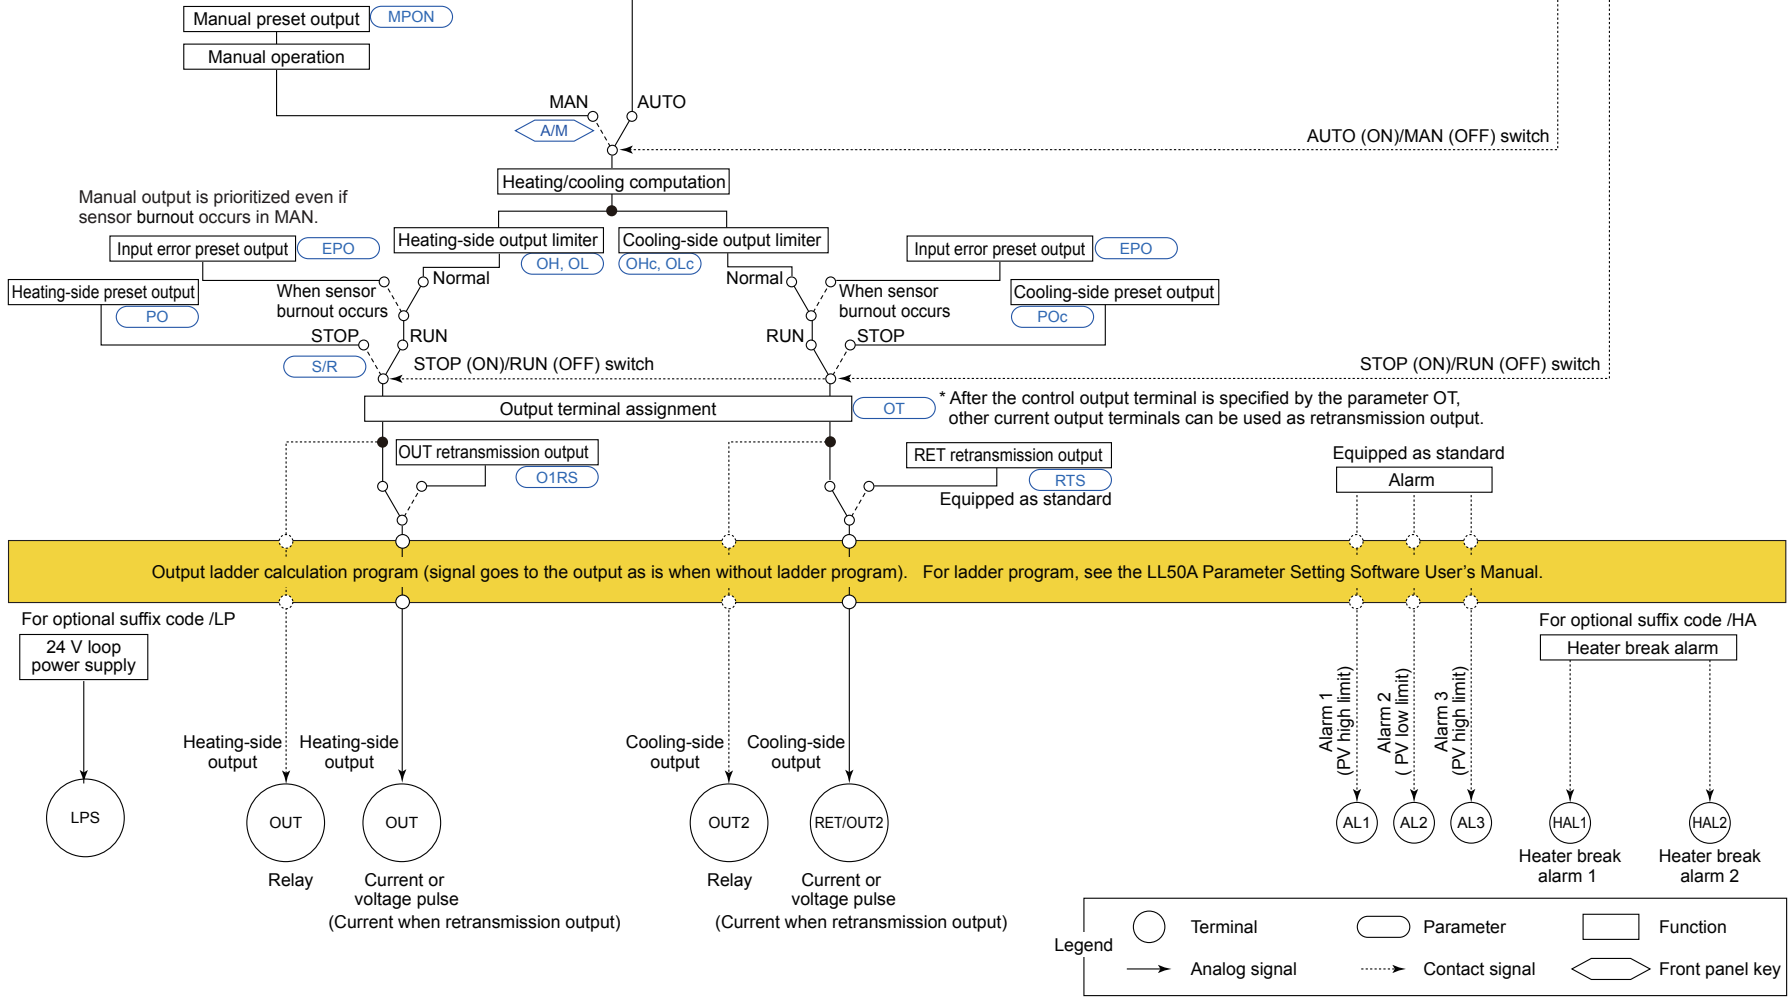 Manual preset output
MPON
Manual operation
MAN
AUTO
A/M
AUTO (ON)/MAN (OFF) switch
Heating/cooling computation
Manual output is prioritized even if
sensor burnout occurs in MAN.
Input error preset output
EPO
Heating-side output limiter
OH, OL
Cooling-side output limiter
OHc, OLc
Input error preset output
EPO
Normal
Normal
When sensor
burnout occurs
When sensor
burnout occurs
Heating-side preset output
PO
Cooling-side preset output
POc
STOP
RUN
RUN
STOP
S/R
STOP (ON)/RUN (OFF) switch
STOP (ON)/RUN (OFF) switch
Output terminal assignment
OT
* After the control output terminal is specified by the parameter OT,
other current output terminals can be used as retransmission output.
OUT retransmission output
O1RS
RET retransmission output
RTS
Equipped as standard
Equipped as standard
Alarm
Output ladder calculation program (signal goes to the output as is when without ladder program). For ladder program, see the LL50A Parameter Setting Software User's Manual.
For optional suffix code /LP
24 V loop
power supply
For optional suffix code /HA
Heater break alarm
Alarm 1
(PV high limit)
Alarm 2
( PV low limit)
Alarm 3
(PV high limit)
Heating-side
output
Heating-side
output
Cooling-side
output
Cooling-side
output
LPS
OUT
OUT
OUT2
RET/OUT2
AL1
AL2
AL3
HAL1
HAL2
Relay
Current or
voltage pulse
(Current when retransmission output)
Relay
Current or
voltage pulse
(Current when retransmission output)
Heater break
alarm 1
Heater break
alarm 2
Legend
Terminal
Parameter
Function
Analog signal
Contact signal
Front panel key